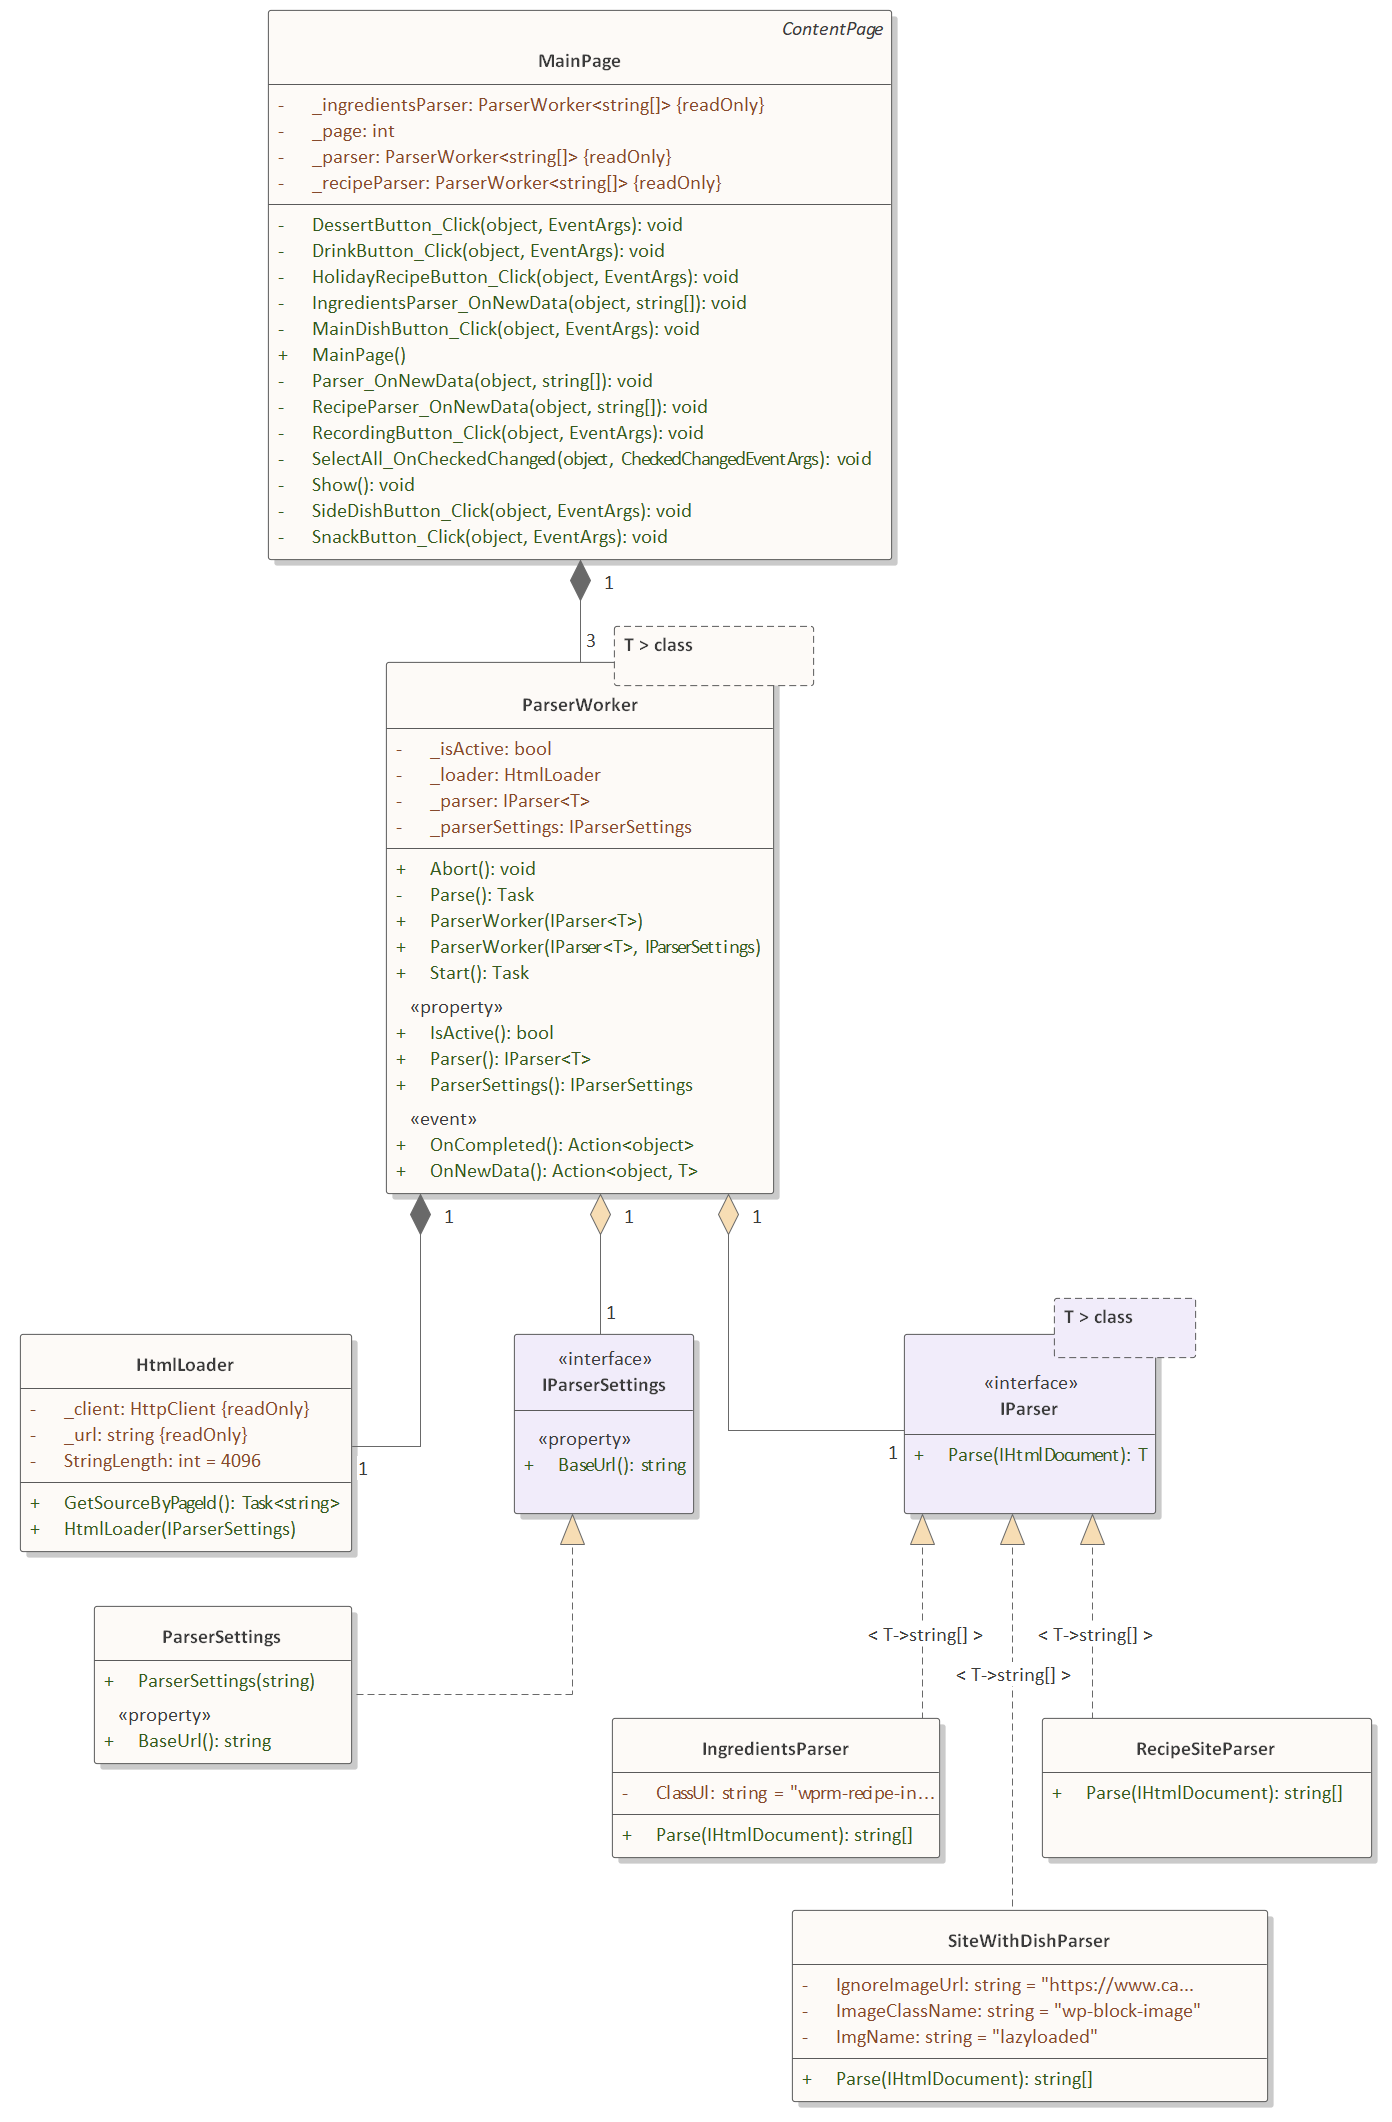 ContentPage
MainPage
- _ingredientsParser: ParserWorker<string[]> {readOnly}
- _page: int
- _parser: ParserWorker<string[]> {readOnly}
- _recipeParser: ParserWorker<string[]> {readOnly}
- DessertButton_Click(object, EventArgs): void
- DrinkButton_Click(object, EventArgs): void
- HolidayRecipeButton_Click(object, EventArgs): void
- IngredientsParser_OnNewData(object, string[]): void
- MainDishButton_Click(object, EventArgs): void
+ MainPage()
- Parser_OnNewData(object, string[]): void
- RecipeParser_OnNewData(object, string[]): void
- RecordingButton_Click(object, EventArgs): void
- SelectAll_OnCheckedChanged(object, CheckedChangedEventArgs): void
- Show(): void
- SideDishButton_Click(object, EventArgs): void
- SnackButton_Click(object, EventArgs): void
1
3
T > class
ParserWorker
- _isActive: bool
- _loader: HtmlLoader
- _parser: IParser<T>
- _parserSettings: IParserSettings
+ Abort(): void
- Parse(): Task
+ ParserWorker(IParser<T>)
+ ParserWorker(IParser<T>, IParserSettings)
+ Start(): Task
«property»
+ IsActive(): bool
+ Parser(): IParser<T>
+ ParserSettings(): IParserSettings
«event»
+ OnCompleted(): Action<object>
+ OnNewData(): Action<object, T>
1
1
1
1
1
1
HtmlLoader
- _client: HttpClient {readOnly}
- _url: string {readOnly}
- StringLength: int = 4096
+ GetSourceByPageId(): Task<string>
+ HtmlLoader(IParserSettings)
«interface»
IParserSettings
«property»
+ BaseUrl(): string
T > class
«interface»
IParser
+ Parse(IHtmlDocument): T
ParserSettings
+ ParserSettings(string)
«property»
+ BaseUrl(): string
< T->string[] >
< T->string[] >
< T->string[] >
IngredientsParser
- ClassUl: string = "wprm-recipe-in...
+ Parse(IHtmlDocument): string[]
RecipeSiteParser
+ Parse(IHtmlDocument): string[]
SiteWithDishParser
- IgnoreImageUrl: string = "https://www.ca...
- ImageClassName: string = "wp-block-image"
- ImgName: string = "lazyloaded"
+ Parse(IHtmlDocument): string[]